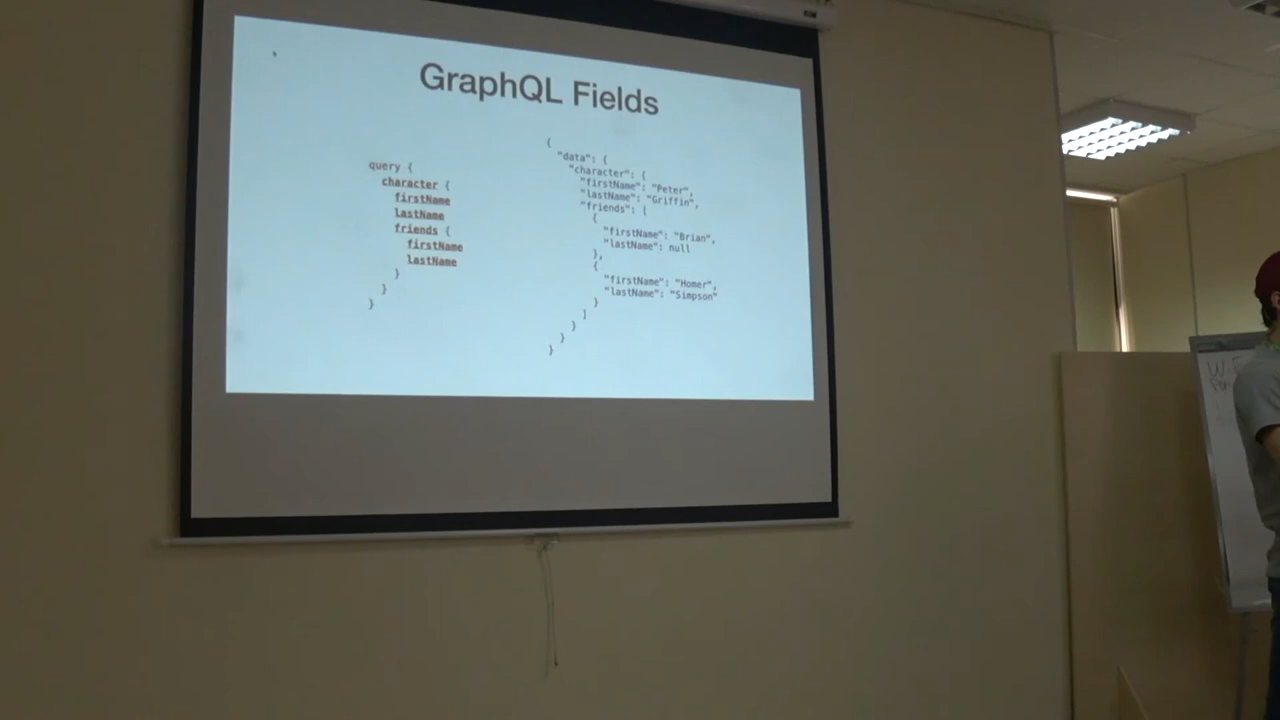 GraphQL Fields
query {
character {
firstName
lastName
friends {
firstName
lastName
}
}
}
{
"data": {
"character": {
"firstName": "Peter",
"lastName": "Griffin",
"friends": [
{
"firstName": "Brian",
"lastName": null
},
{
"firstName": "Homer",
"lastName": "Simpson"
}
]
}
}
}